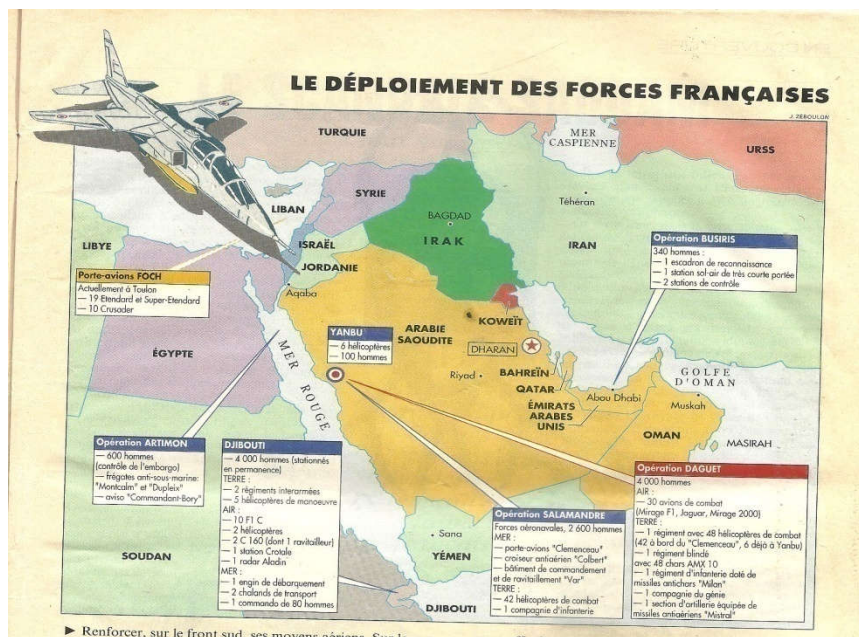 LE DÉPLOIEMENT DES FORCES FRANÇAISES
J. ZEBOULON
TURQUIE
MER
CASPIENNE
URSS
SYRIE
LIBAN
Téhéran
BAGDAD
IRAK
IRAN
LIBYE
ISRAËL
JORDANIE
Aqaba
Porte-avions FOCH
Actuellement à Toulon
— 19 Etendard et Super-Etendard
— 10 Crusader
Opération BUSIRIS
340 hommes :
— 1 escadron de reconnaissance
— 1 station sol-air de très courte portée
— 2 stations de contrôle
ÉGYPTE
MER ROUGE
YANBU
— 6 hélicoptères
— 100 hommes
ARABIE
SAOUDITE
KOWEÏT
DHARAN
Riyad
BAHREÏN
QATAR
ÉMIRATS
ARABES
UNIS
Abou Dhabi
GOLFE
D'OMAN
Muskah
OMAN
MASIRAH
Opération ARTIMON
— 600 hommes
(contrôle de l'embargo)
— frégates anti-sous-marine:
"Montcalm" et "Dupleix"
— aviso "Commandant-Bory"
DJIBOUTI
— 4 000 hommes (stationnés
en permanence)
TERRE :
— 2 régiments interarmées
— 5 hélicoptères de manoeuvre
AIR :
— 10 F1 C
— 2 hélicoptères
— 2 C 160 (dont 1 ravitailleur)
— 1 station Crotale
— 1 radar Aladin
MER :
— 1 engin de débarquement
— 2 chalands de transport
— 1 commando de 80 hommes
Opération SALAMANDRE
Forces aéronavales, 2 600 hommes
MER :
— porte-avions "Clemenceau"
— croiseur antiaérien "Colbert"
— bâtiment de commandement
et de ravitaillement "Var"
TERRE :
— 42 hélicoptères de combat
— 1 compagnie d'infanterie
Opération DAGUET
4 000 hommes
AIR :
— 30 avions de combat
(Mirage F1, Jaguar, Mirage 2000)
TERRE :
— 1 régiment avec 48 hélicoptères de combat
(42 à bord du "Clemenceau", 6 déjà à Yanbu)
— 1 régiment blindé
avec 48 chars AMX 10
— 1 régiment d'infanterie doté de
missiles antichars "Milan"
— 1 compagnie du génie
— 1 section d'artillerie équipée de
missiles antiaériens "Mistral"
SOUDAN
Sana
YÉMEN
DJIBOUTI
► Renforcer, sur le front sud, ses moyens aériens. Sur